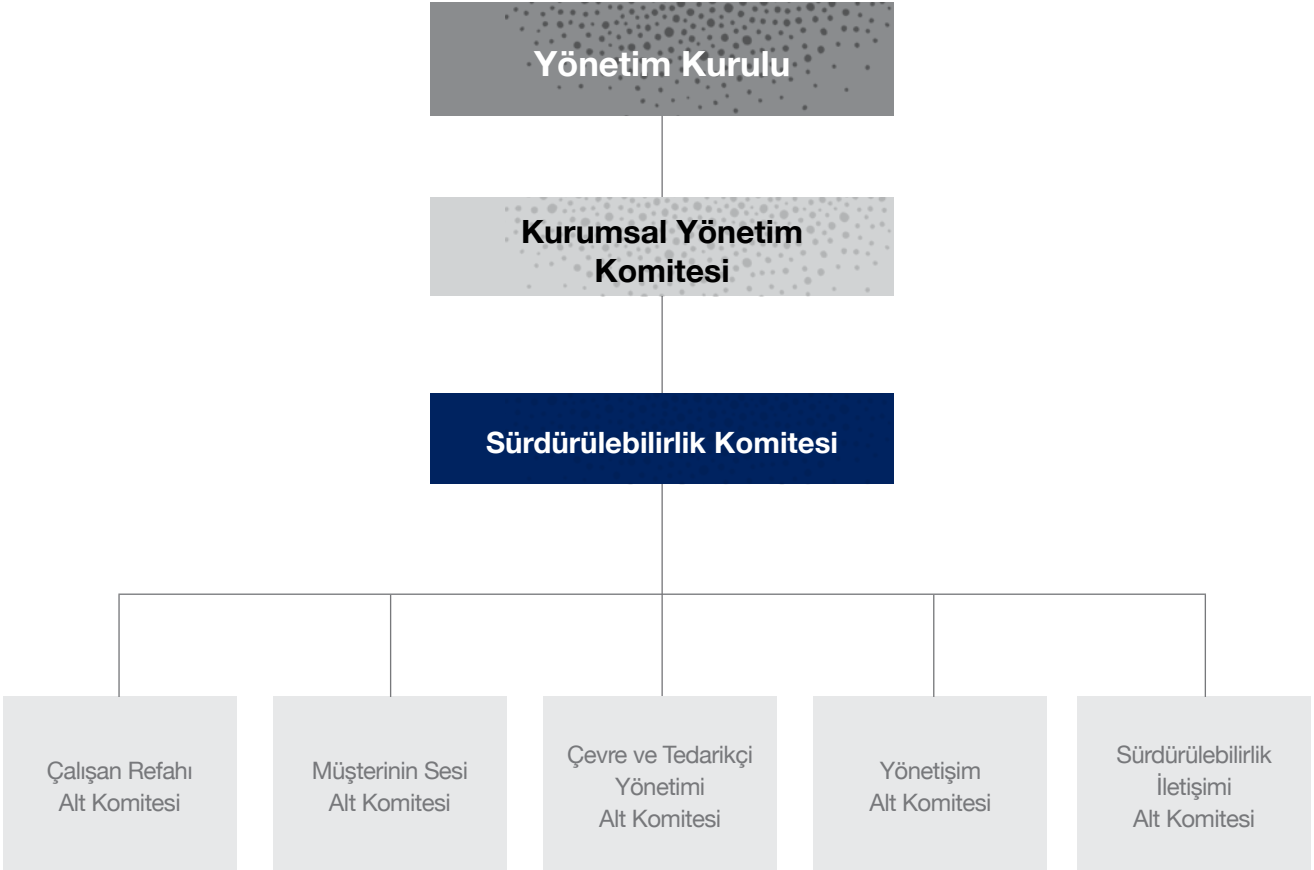 Yönetim Kurulu
Kurumsal Yönetim
Komitesi
Sürdürülebilirlik Komitesi
Çalışan Refahı
Alt Komitesi
Müşterinin Sesi
Alt Komitesi
Çevre ve Tedarikçi
Yönetimi
Alt Komitesi
Yönetişim
Alt Komitesi
Sürdürülebilirlik
İletişimi
Alt Komitesi